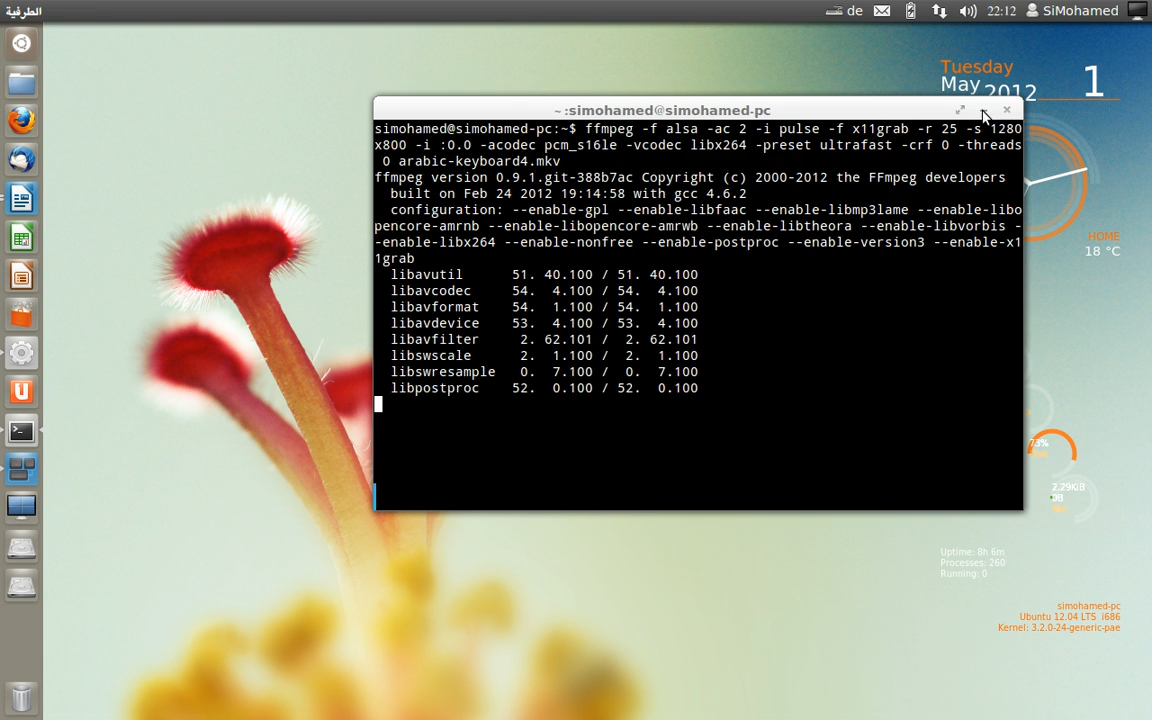 الطرفية
de
22:12
SiMohamed
Tuesday
May 2012
1
~ :simohamed@simohamed-pc
simohamed@simohamed-pc:~$ ffmpeg -f alsa -ac 2 -i pulse -f x11grab -r 25 -s 1280
x800 -i :0.0 -acodec pcm_s16le -vcodec libx264 -preset ultrafast -crf 0 -threads
0 arabic-keyboard4.mkv
ffmpeg version 0.9.1.git-388b7ac Copyright (c) 2000-2012 the FFmpeg developers
built on Feb 24 2012 19:14:58 with gcc 4.6.2
configuration: --enable-gpl --enable-libfaac --enable-libmp3lame --enable-libo
pencore-amrnb --enable-libopencore-amrwb --enable-libtheora --enable-libvorbis -
-enable-libx264 --enable-nonfree --enable-postproc --enable-version3 --enable-x1
1grab
libavutil 51. 40.100 / 51. 40.100
libavcodec 54. 4.100 / 54. 4.100
libavformat 54. 1.100 / 54. 1.100
libavdevice 53. 4.100 / 53. 4.100
libavfilter 2. 62.101 / 2. 62.101
libswscale 2. 1.100 / 2. 1.100
libswresample 0. 7.100 / 0. 7.100
libpostproc 52. 0.100 / 52. 0.100
HOME
18 °C
73%
2.29KiB
0B
Uptime: 8h 6m
Processes: 260
Running: 0
simohamed-pc
Ubuntu 12.04 LTS i686
Kernel: 3.2.0-24-generic-pae